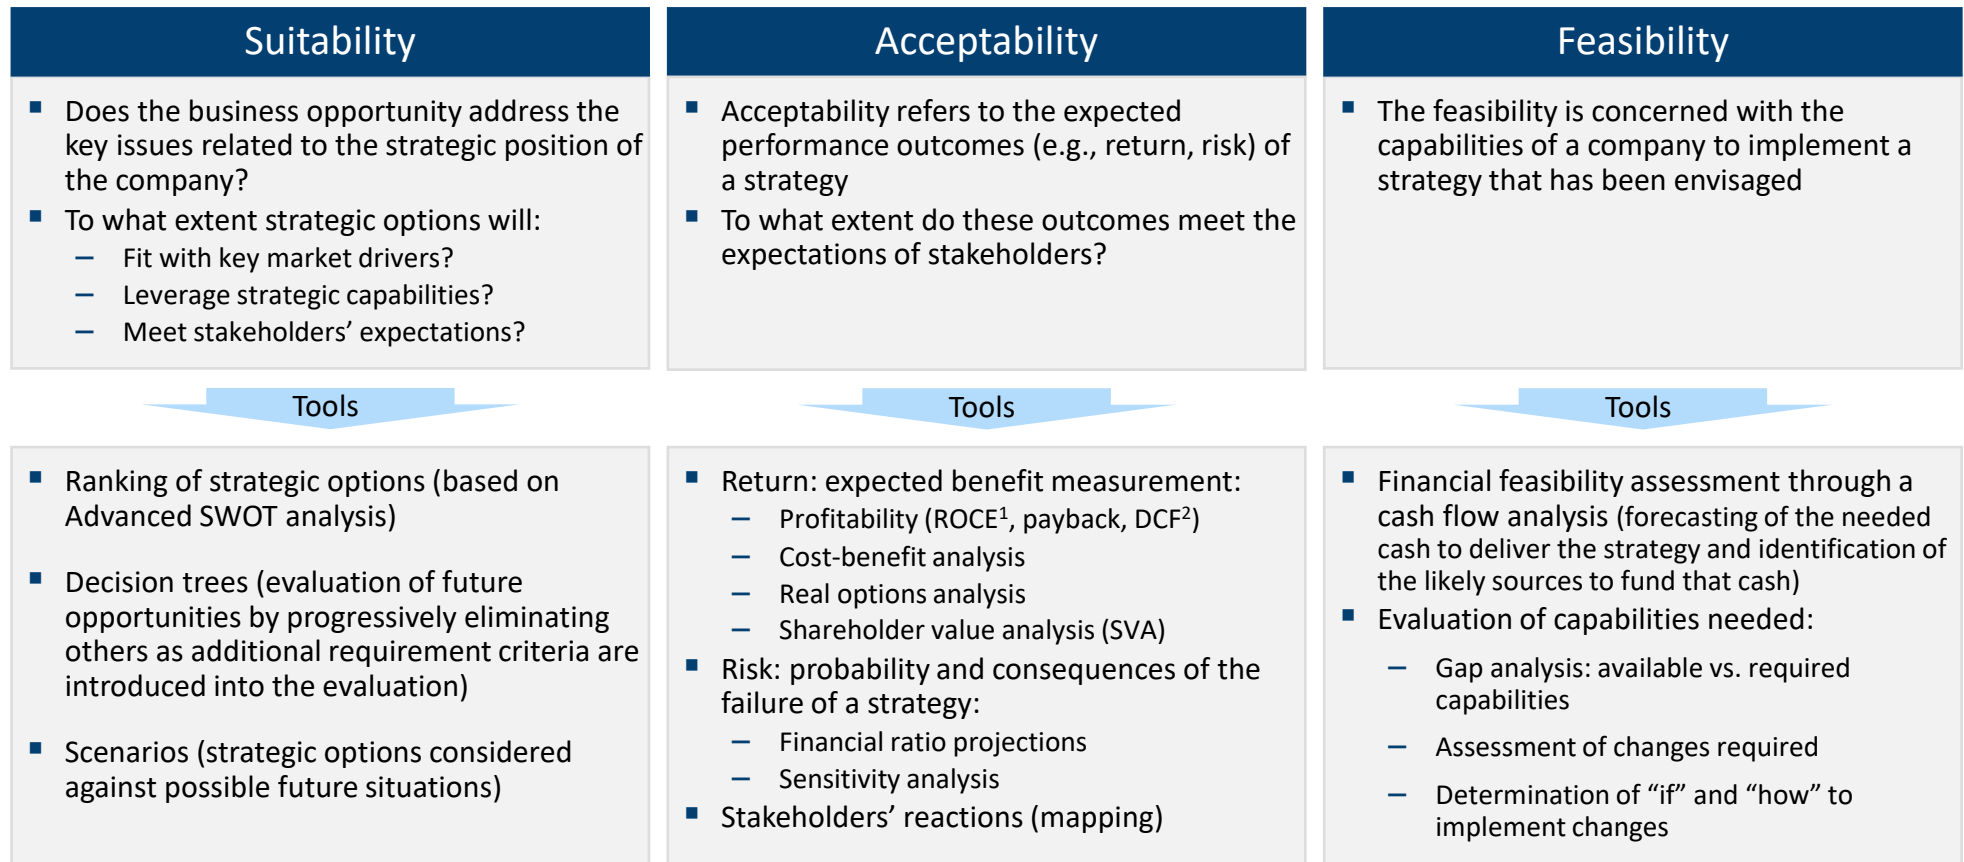 Suitability
Does the business opportunity address the
key issues related to the strategic position of
the company?
To what extent strategic options will:
– Fit with key market drivers?
– Leverage strategic capabilities?
– Meet stakeholders’ expectations?
Tools
Ranking of strategic options (based on
Advanced SWOT analysis)
Decision trees (evaluation of future
opportunities by progressively eliminating
others as additional requirement criteria are
introduced into the evaluation)
Scenarios (strategic options considered
against possible future situations)
Acceptability
Acceptability refers to the expected
performance outcomes (e.g., return, risk) of
a strategy
To what extent do these outcomes meet the
expectations of stakeholders?
Tools
Return: expected benefit measurement:
– Profitability (ROCE¹, payback, DCF²)
– Cost-benefit analysis
– Real options analysis
– Shareholder value analysis (SVA)
Risk: probability and consequences of the
failure of a strategy:
– Financial ratio projections
– Sensitivity analysis
Stakeholders’ reactions (mapping)
Feasibility
The feasibility is concerned with the
capabilities of a company to implement a
strategy that has been envisaged
Tools
Financial feasibility assessment through a
cash flow analysis (forecasting of the needed
cash to deliver the strategy and identification of
the likely sources to fund that cash)
Evaluation of capabilities needed:
– Gap analysis: available vs. required
capabilities
– Assessment of changes required
– Determination of “if” and “how” to
implement changes